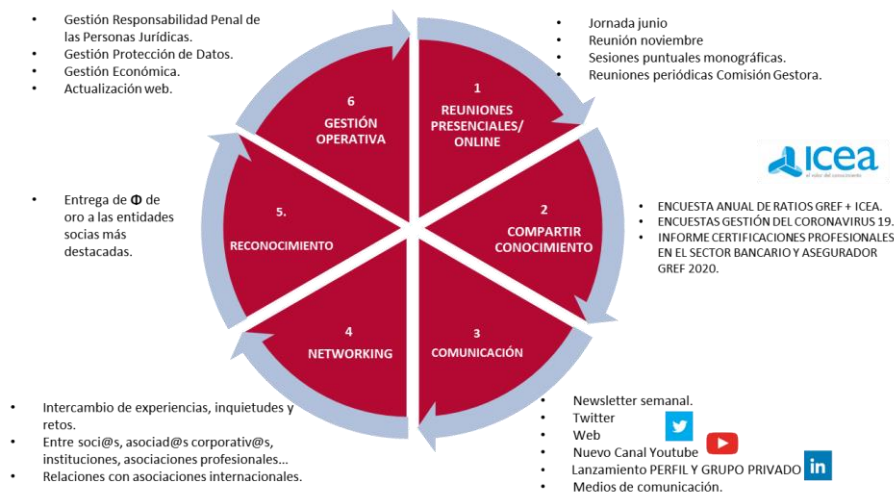 • Gestión Responsabilidad Penal de
las Personas Jurídicas.
• Gestión Protección de Datos.
• Gestión Económica.
• Actualización web.
• Jornada junio
• Reunión noviembre
• Sesiones puntuales monográficas.
• Reuniones periódicas Comisión Gestora.
1
REUNIONES
PRESENCIALES/
ONLINE
6
GESTIÓN
OPERATIVA
icea
el valor del conocimiento
• Entrega de Φ de
oro a las entidades
socias más
destacadas.
5.
RECONOCIMIENTO
2
COMPARTIR
CONOCIMIENTO
• ENCUESTA ANUAL DE RATIOS GREF + ICEA.
• ENCUESTAS GESTIÓN DEL CORONAVIRUS 19.
• INFORME CERTIFICACIONES PROFESIONALES
EN EL SECTOR BANCARIO Y ASEGURADOR
GREF 2020.
4
NETWORKING
3
COMUNICACIÓN
• Intercambio de experiencias, inquietudes y
retos.
• Entre soci@s, asociad@s corporativ@s,
instituciones, asociaciones profesionales...
• Relaciones con asociaciones internacionales.
• Newsletter semanal.
• Twitter
• Web
• Nuevo Canal Youtube
• Lanzamiento PERFIL Y GRUPO PRIVADO in
• Medios de comunicación.